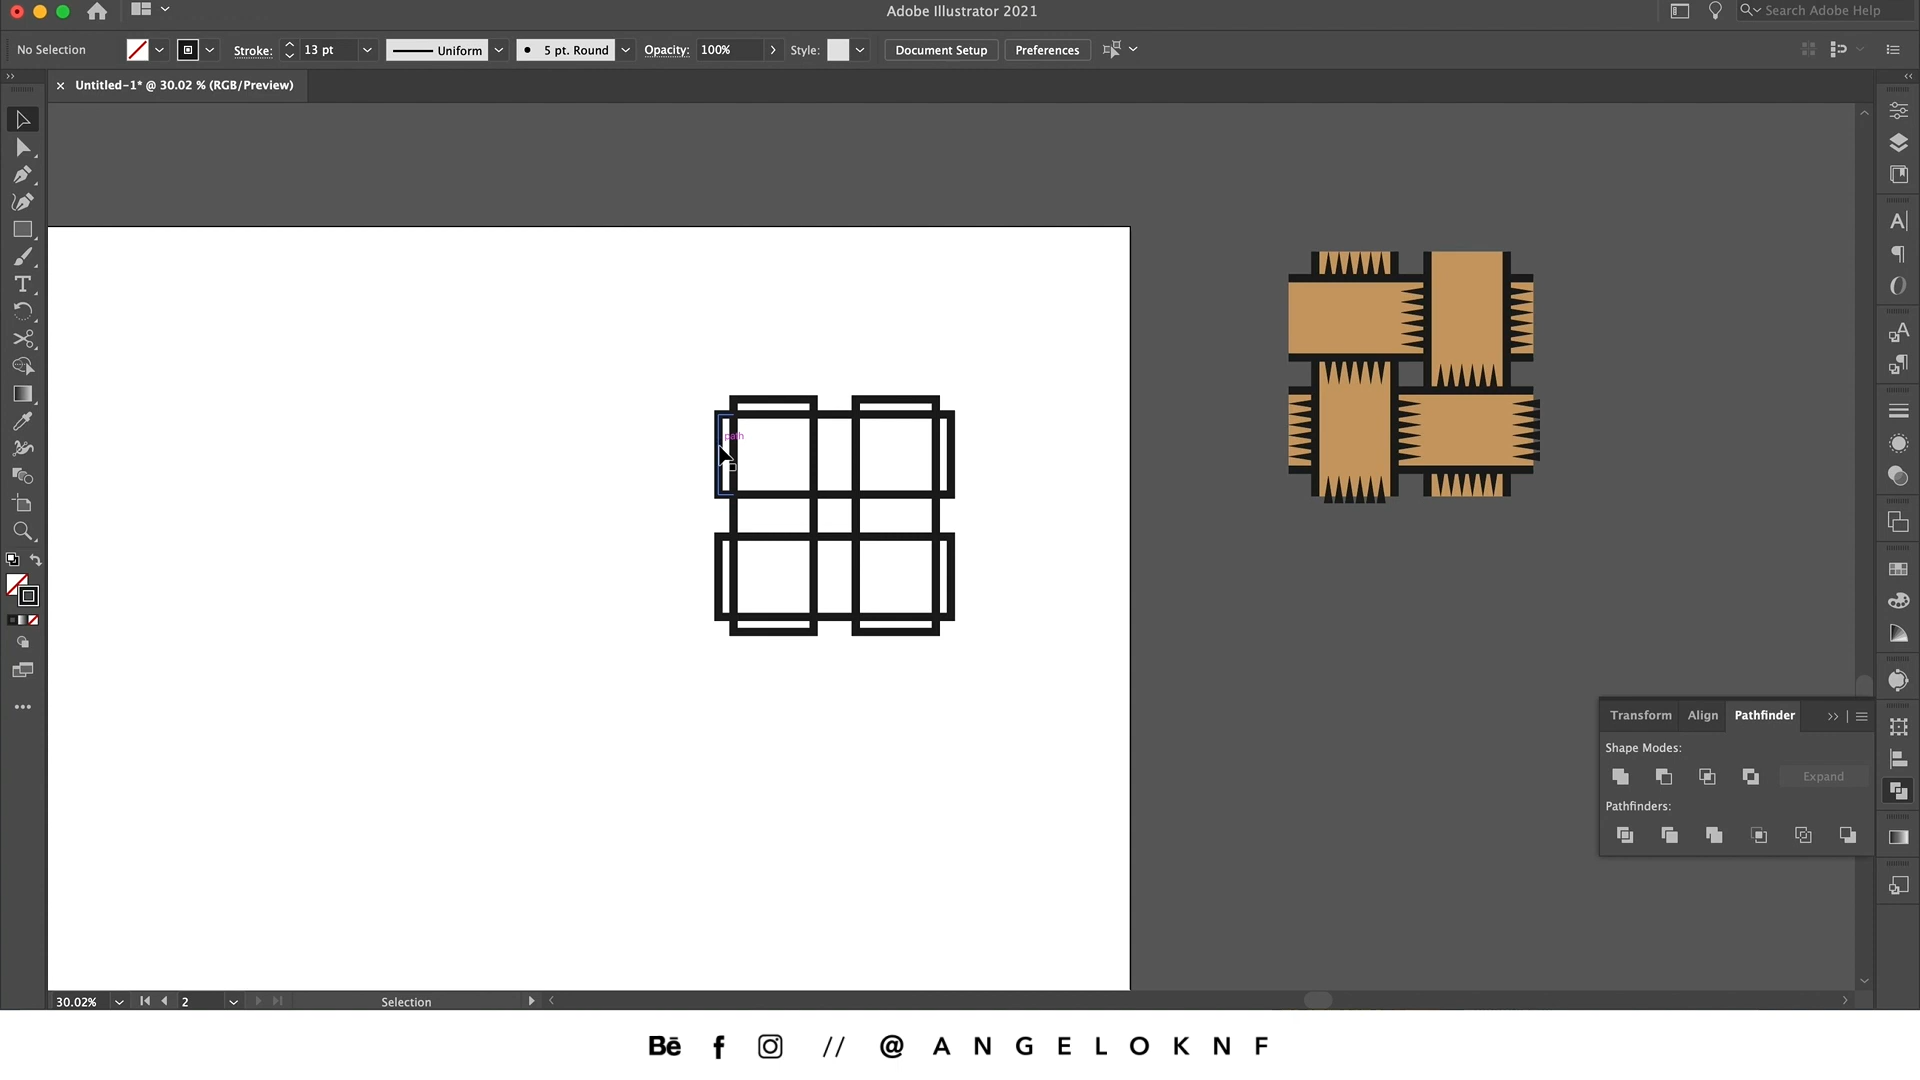 Adobe Illustrator 2021
Search Adobe Help
No Selection
Stroke:
13 pt
Uniform
5 pt. Round
Opacity:
100%
Style:
Document Setup
Preferences
Untitled-1* @ 30.02 % (RGB/Preview)
path
Transform
Align
Pathfinder
Shape Modes:
Expand
Pathfinders:
30.02%
2
Selection
Bē f // @ A N G E L O K N F